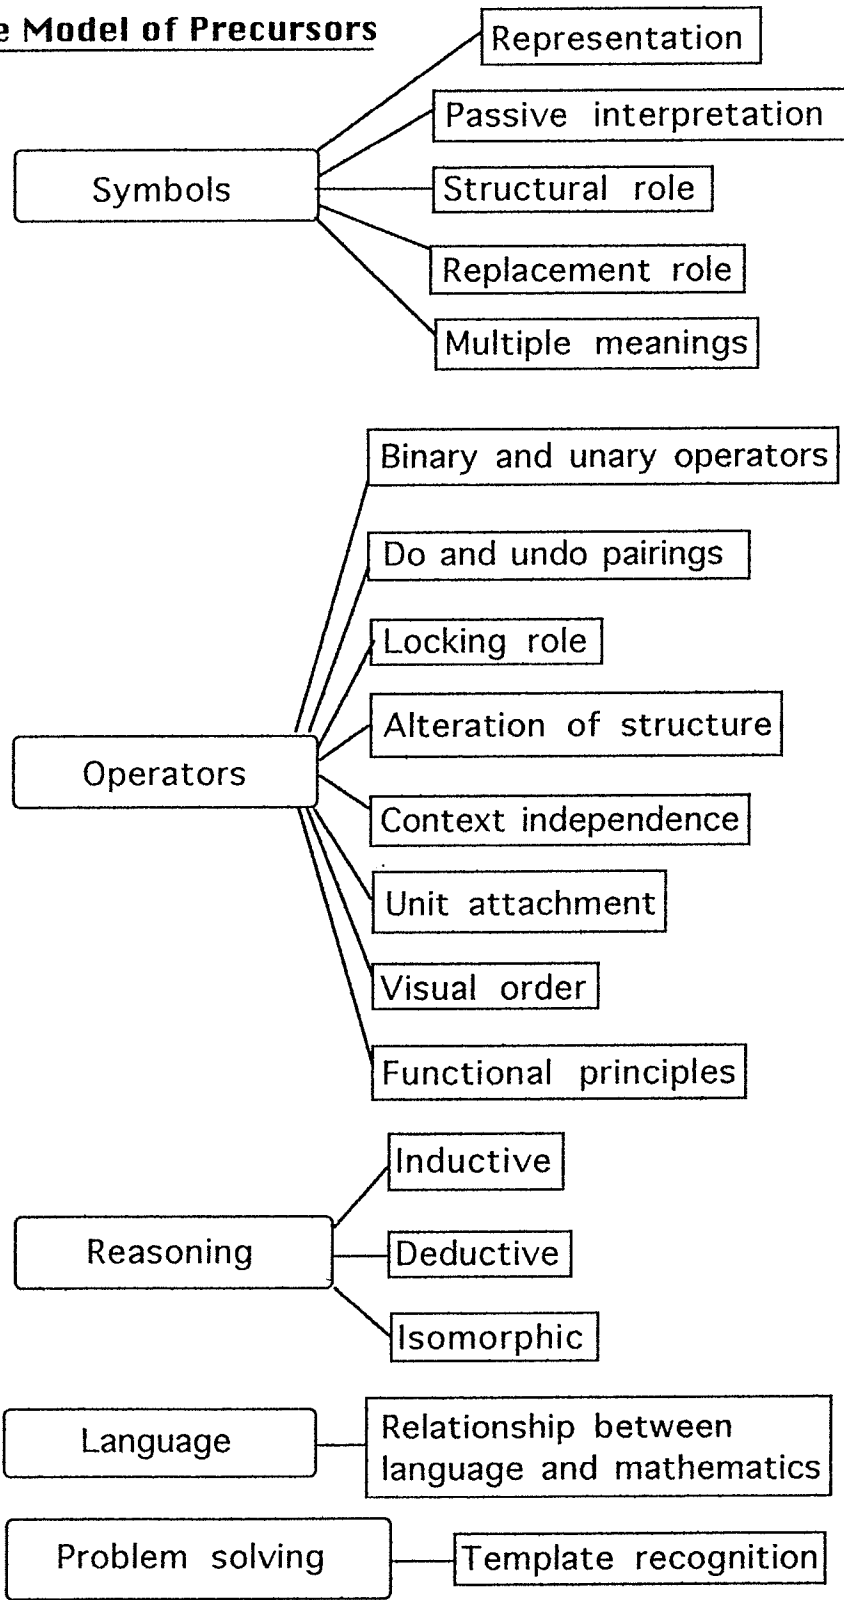 e Model of Precursors
Representation
Passive interpretation
Symbols
Structural role
Replacement role
Multiple meanings
Binary and unary operators
Do and undo pairings
Locking role
Alteration of structure
Operators
Context independence
Unit attachment
Visual order
Functional principles
Inductive
Reasoning
Deductive
Isomorphic
Language
Relationship between
language and mathematics
Problem solving
Template recognition